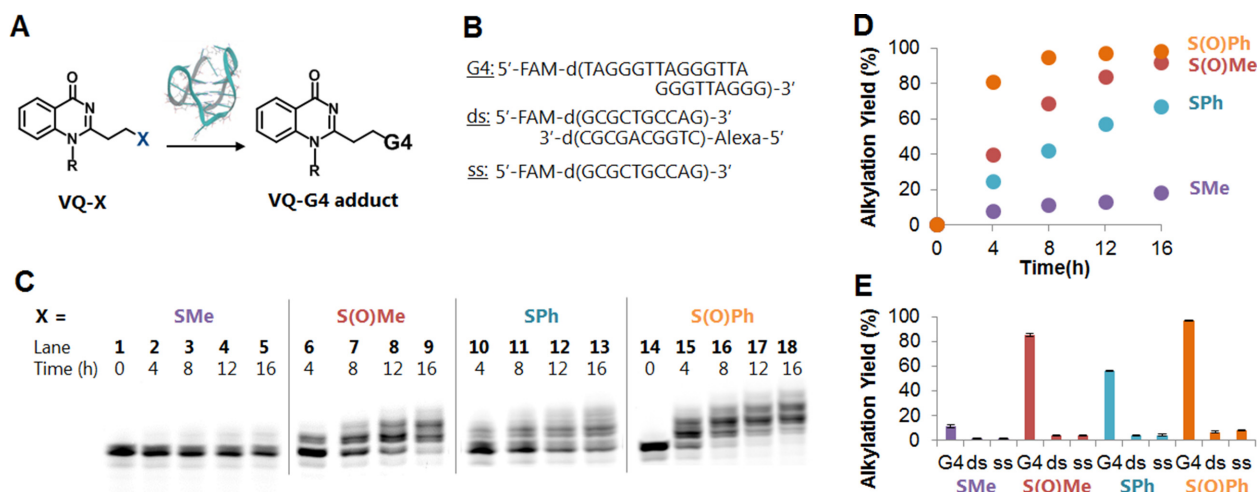 A
O
N
N
R
X
VQ-X
O
N
N
R
G4
VQ-G4 adduct
B
G4: 5′-FAM-d(TAGGGTTAGGGTTA
GGGTTAGGG)-3′
ds: 5′-FAM-d(GCGCTGCCAG)-3′
3′-d(CGCGACGGTC)-Alexa-5′
ss: 5′-FAM-d(GCGCTGCCAG)-3′
C
X = SMe S(O)Me SPh S(O)Ph
Lane 1 2 3 4 5 6 7 8 9 10 11 12 13 14 15 16 17 18
Time (h) 0 4 8 12 16 4 8 12 16 4 8 12 16 0 4 8 12 16
D
Alkylation Yield (%)
100
80
60
40
20
0
0 4 8 12 16
Time(h)
S(O)Ph
S(O)Me
SPh
SMe
E
Alkylation Yield (%)
100
80
60
40
20
0
G4 ds ss G4 ds ss G4 ds ss G4 ds ss
SMe S(O)Me SPh S(O)Ph